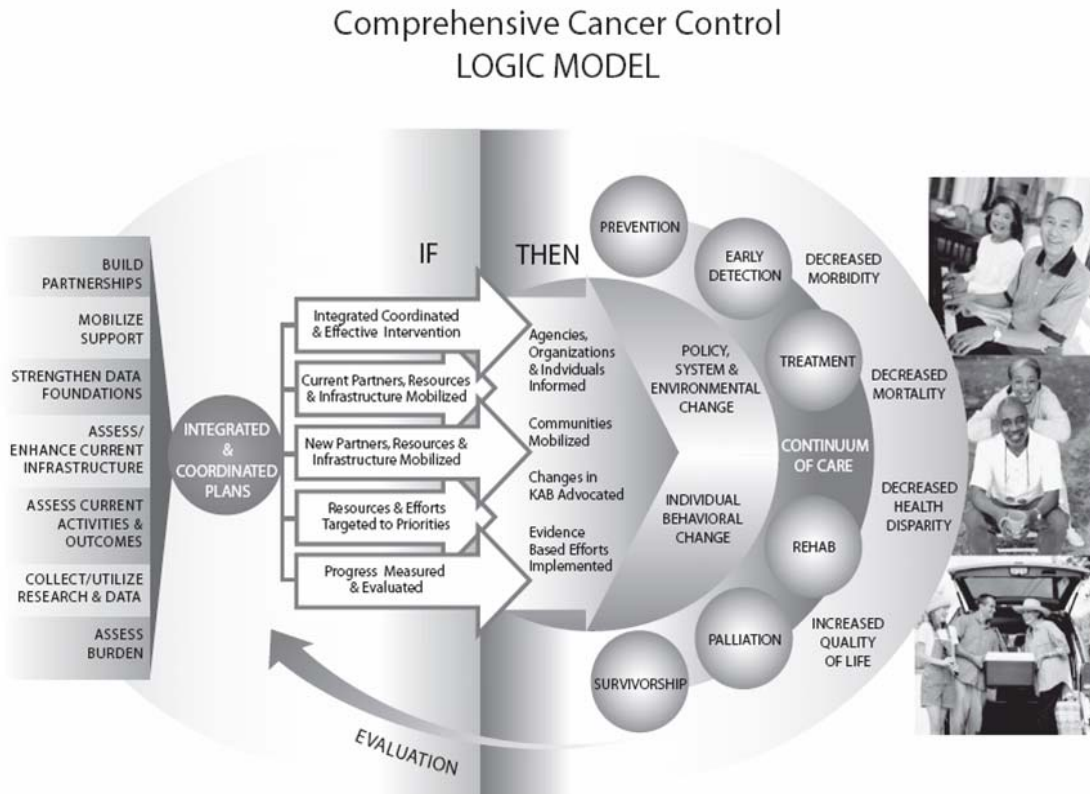 Comprehensive Cancer Control
LOGIC MODEL
BUILD
PARTNERSHIPS
MOBILIZE
SUPPORT
STRENGTHEN DATA
FOUNDATIONS
ASSESS/
ENHANCE CURRENT
INFRASTRUCTURE
ASSESS CURRENT
ACTIVITIES &
OUTCOMES
COLLECT/UTILIZE
RESEARCH & DATA
ASSESS
BURDEN
INTEGRATED
&
COORDINATED
PLANS
IF
Integrated Coordinated
& Effective Intervention
Current Partners, Resources
& Infrastructure Mobilized
New Partners, Resources &
Infrastructure Mobilized
Resources & Efforts
Targeted to Priorities
Progress Measured
& Evaluated
THEN
Agencies,
Organizations
& Individuals
Informed
Communities
Mobilized
Changes in
KAB Advocated
Evidence
Based Efforts
Implemented
POLICY,
SYSTEM &
ENVIRONMENTAL
CHANGE
INDIVIDUAL
BEHAVIORAL
CHANGE
PREVENTION
EARLY
DETECTION
TREATMENT
CONTINUUM
OF CARE
REHAB
PALLIATION
SURVIVORSHIP
DECREASED
MORBIDITY
DECREASED
MORTALITY
DECREASED
HEALTH
DISPARITY
INCREASED
QUALITY
OF LIFE
EVALUATION